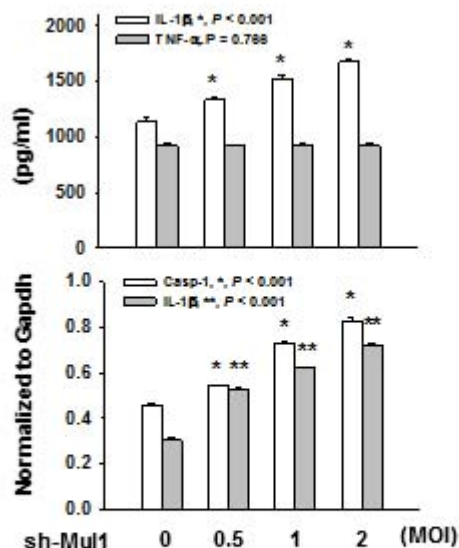 2000
1500
1000
500
0
(pg/ml)
IL-1β, *, P < 0.001
TNF-α, P = 0.766
*
*
*
1.0
0.8
0.6
0.4
0.2
0.0
Normalized to Gapdh
Casp-1, *, P < 0.001
IL-1β, **, P < 0.001
* **
* **
* **
sh-Mul1 0 0.5 1 2 (MOI)